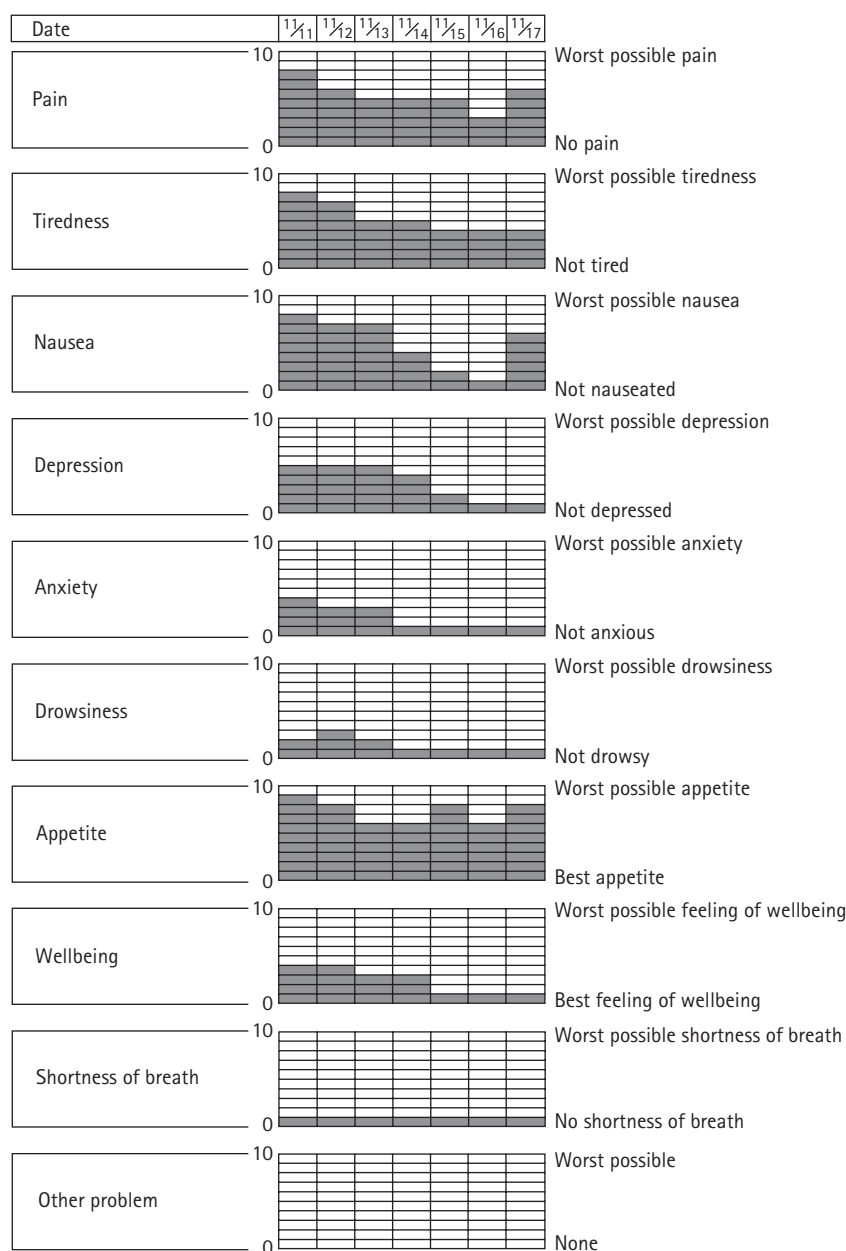 Date 11/11 11/12 11/13 11/14 11/15 11/16 11/17
10 Worst possible pain
Pain
0 No pain
10 Worst possible tiredness
Tiredness
0 Not tired
10 Worst possible nausea
Nausea
0 Not nauseated
10 Worst possible depression
Depression
0 Not depressed
10 Worst possible anxiety
Anxiety
0 Not anxious
10 Worst possible drowsiness
Drowsiness
0 Not drowsy
10 Worst possible appetite
Appetite
0 Best appetite
10 Worst possible feeling of wellbeing
Wellbeing
0 Best feeling of wellbeing
10 Worst possible shortness of breath
Shortness of breath
0 No shortness of breath
10 Worst possible
Other problem
0 None